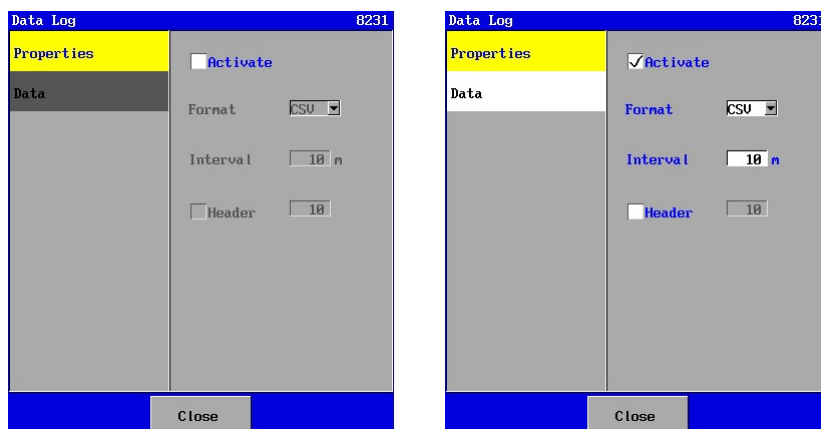 Data Log 8231
Properties
Activate
Data
Format CSV
Interval 10 m
Header 10
Close
Data Log 8231
Properties
Activate
Data
Format CSV
Interval 10 m
Header 10
Close